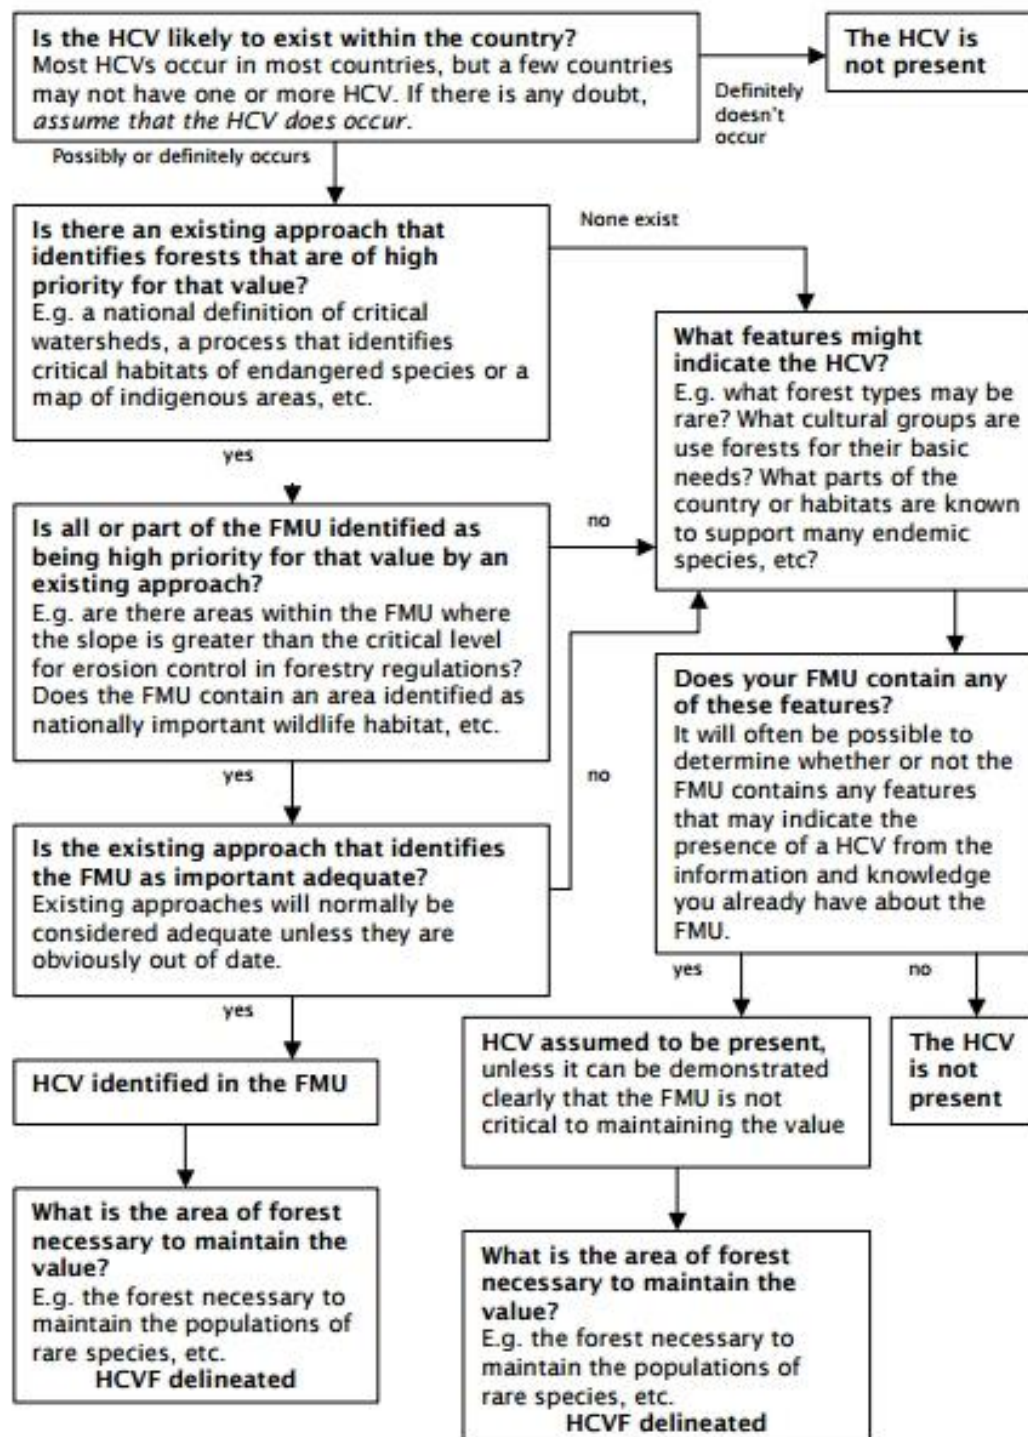 Is the HCV likely to exist within the country?
Most HCVs occur in most countries, but a few countries
may not have one or more HCV. If there is any doubt,
assume that the HCV does occur.
The HCV is
not present
Definitely
doesn't
occur
Possibly or definitely occurs
Is there an existing approach that
identifies forests that are of high
priority for that value?
E.g. a national definition of critical
watersheds, a process that identifies
critical habitats of endangered species or a
map of indigenous areas, etc.
None exist
What features might
indicate the HCV?
E.g. what forest types may be
rare? What cultural groups are
use forests for their basic
needs? What parts of the
country or habitats are known
to support many endemic
species, etc?
yes
Is all or part of the FMU identified as
being high priority for that value by an
existing approach?
E.g. are there areas within the FMU where
the slope is greater than the critical level
for erosion control in forestry regulations?
Does the FMU contain an area identified as
nationally important wildlife habitat, etc.
no
Does your FMU contain any
of these features?
It will often be possible to
determine whether or not the
FMU contains any features
that may indicate the
presence of a HCV from the
information and knowledge
you already have about the
FMU.
yes
no
Is the existing approach that identifies
the FMU as important adequate?
Existing approaches will normally be
considered adequate unless they are
obviously out of date.
yes
yes
no
HCV identified in the FMU
HCV assumed to be present,
unless it can be demonstrated
clearly that the FMU is not
critical to maintaining the value
The HCV
is not
present
What is the area of forest
necessary to maintain the
value?
E.g. the forest necessary to
maintain the populations of
rare species, etc.
HCVF delineated
What is the area of forest
necessary to maintain the
value?
E.g. the forest necessary to
maintain the populations of
rare species, etc.
HCVF delineated